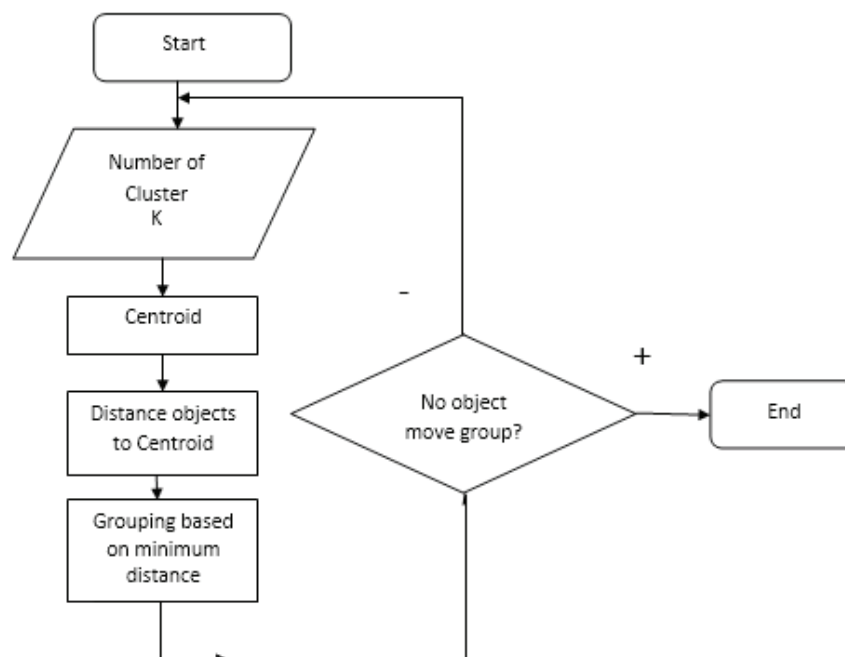 Start
Number of
Cluster
K
Centroid
Distance objects
to Centroid
Grouping based
on minimum
distance
-
No object
move group?
+
End